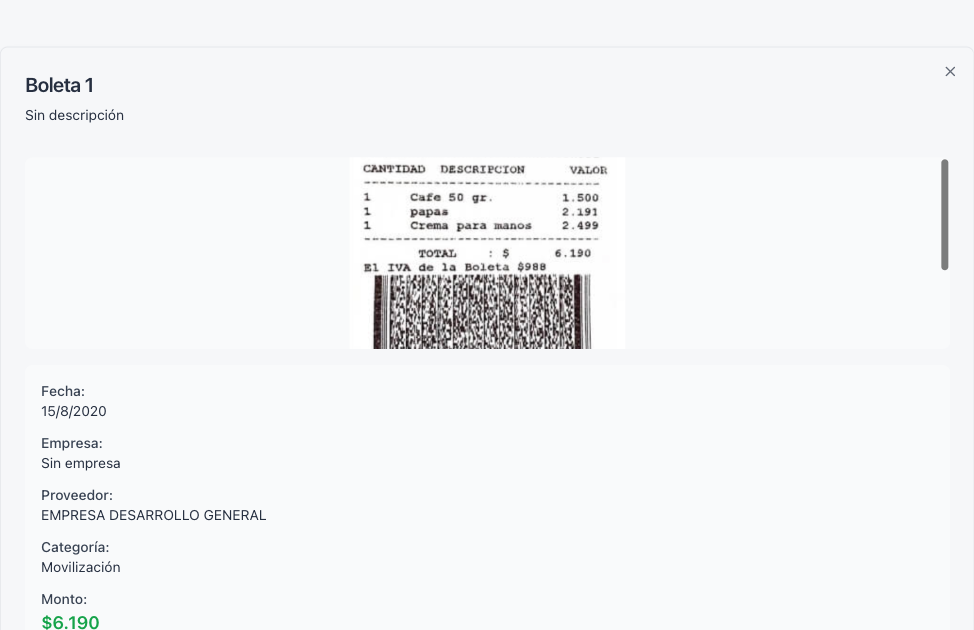 Boleta 1
Sin descripción
CANTIDAD DESCRIPCION VALOR
1 Cafe 50 gr. 1.500
1 papas 2.191
1 Crema para manos 2.499
TOTAL : $ 6.190
El IVA de la Boleta $988
Fecha:
15/8/2020
Empresa:
Sin empresa
Proveedor:
EMPRESA DESARROLLO GENERAL
Categoría:
Movilización
Monto:
$6.190